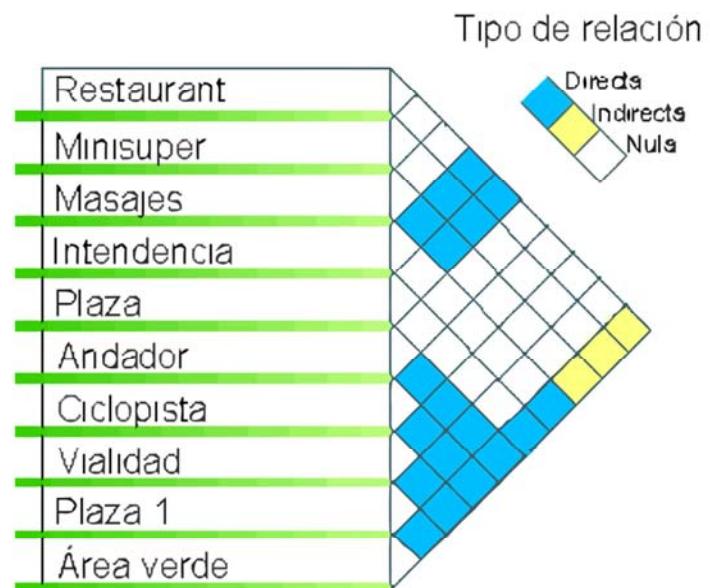 Tipo de relación
Directa
Indirecta
Nula
Restaurant
Minisuper
Masajes
Intendencia
Plaza
Andador
Ciclopista
Vialidad
Plaza 1
Área verde